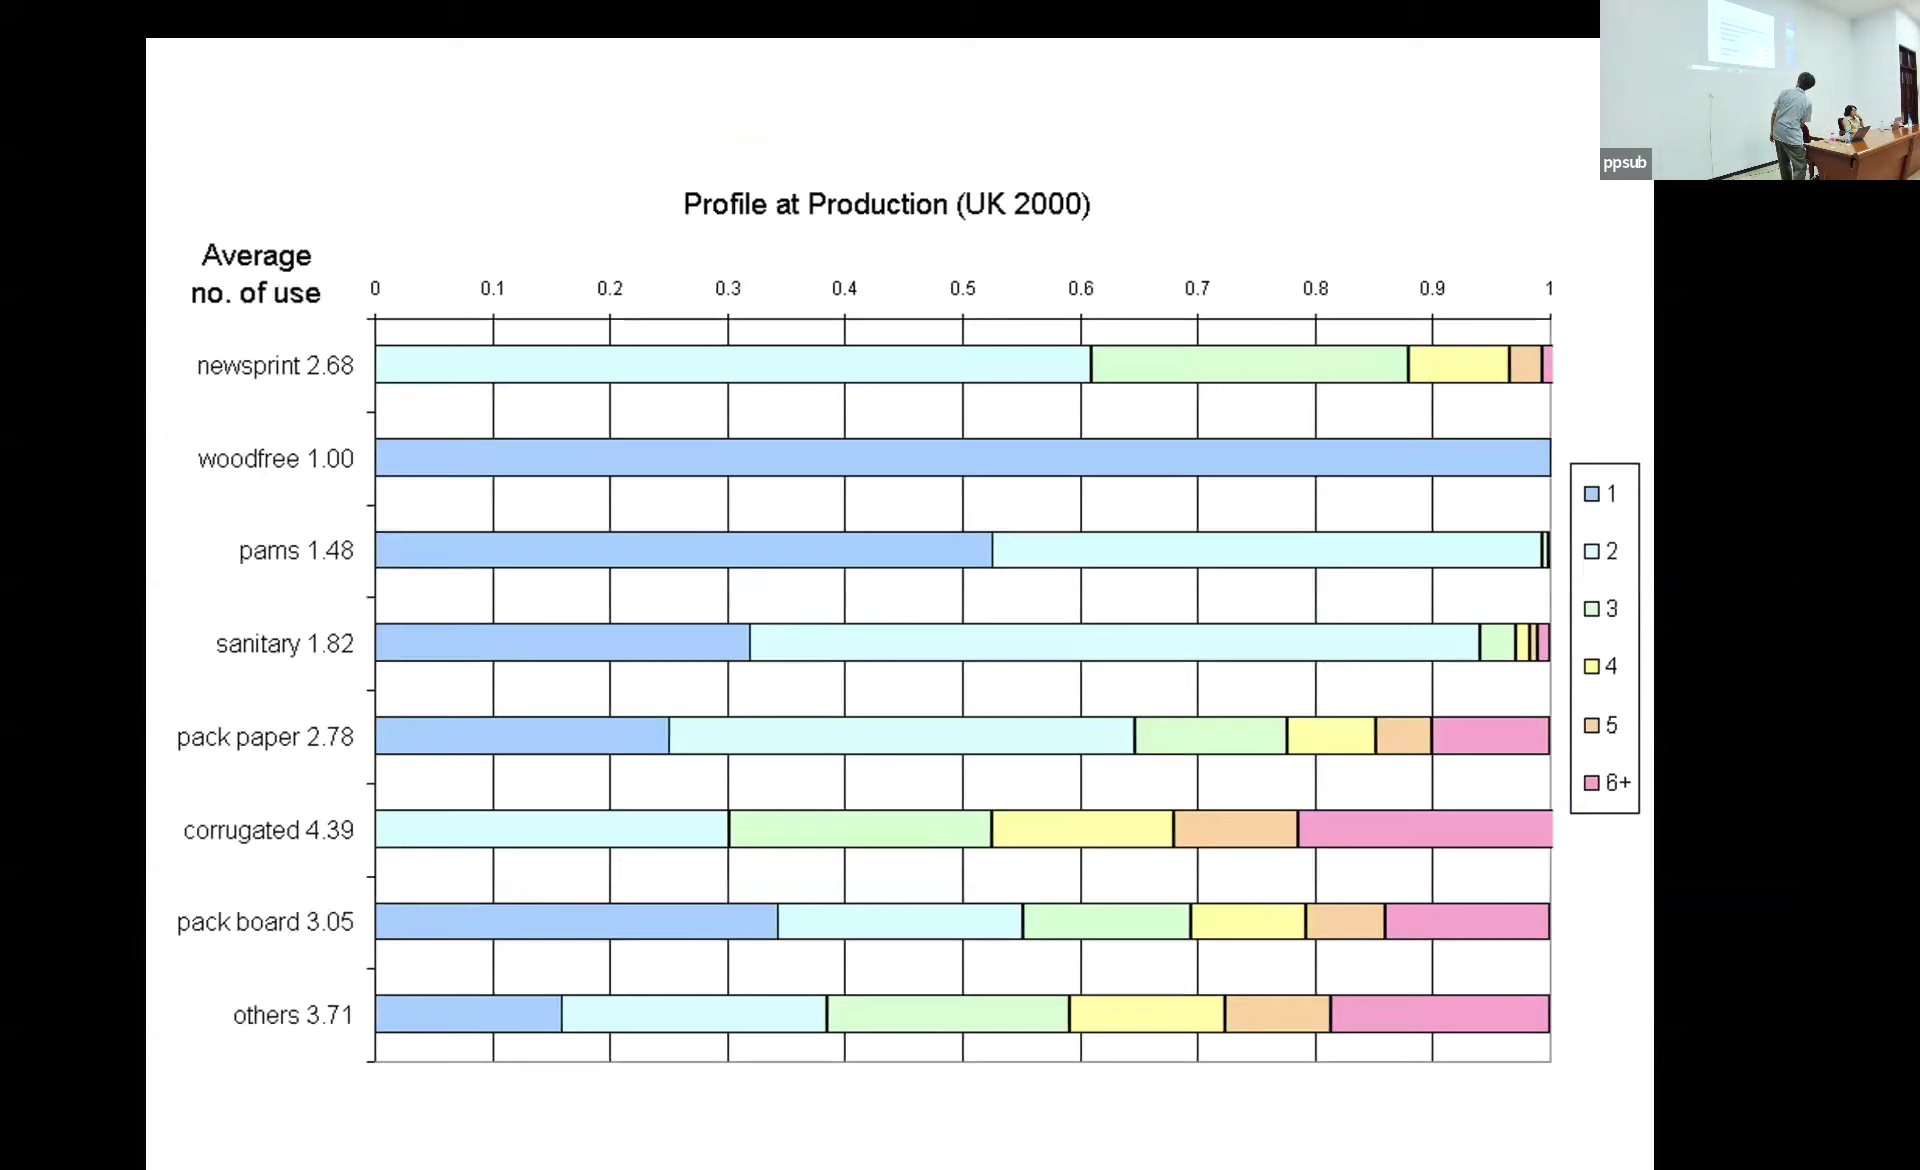 ppsub
Profile at Production (UK 2000)
Average
no. of use
0 0.1 0.2 0.3 0.4 0.5 0.6 0.7 0.8 0.9 1
newsprint 2.68
woodfree 1.00
pams 1.48
sanitary 1.82
pack paper 2.78
corrugated 4.39
pack board 3.05
others 3.71
1
2
3
4
5
6+